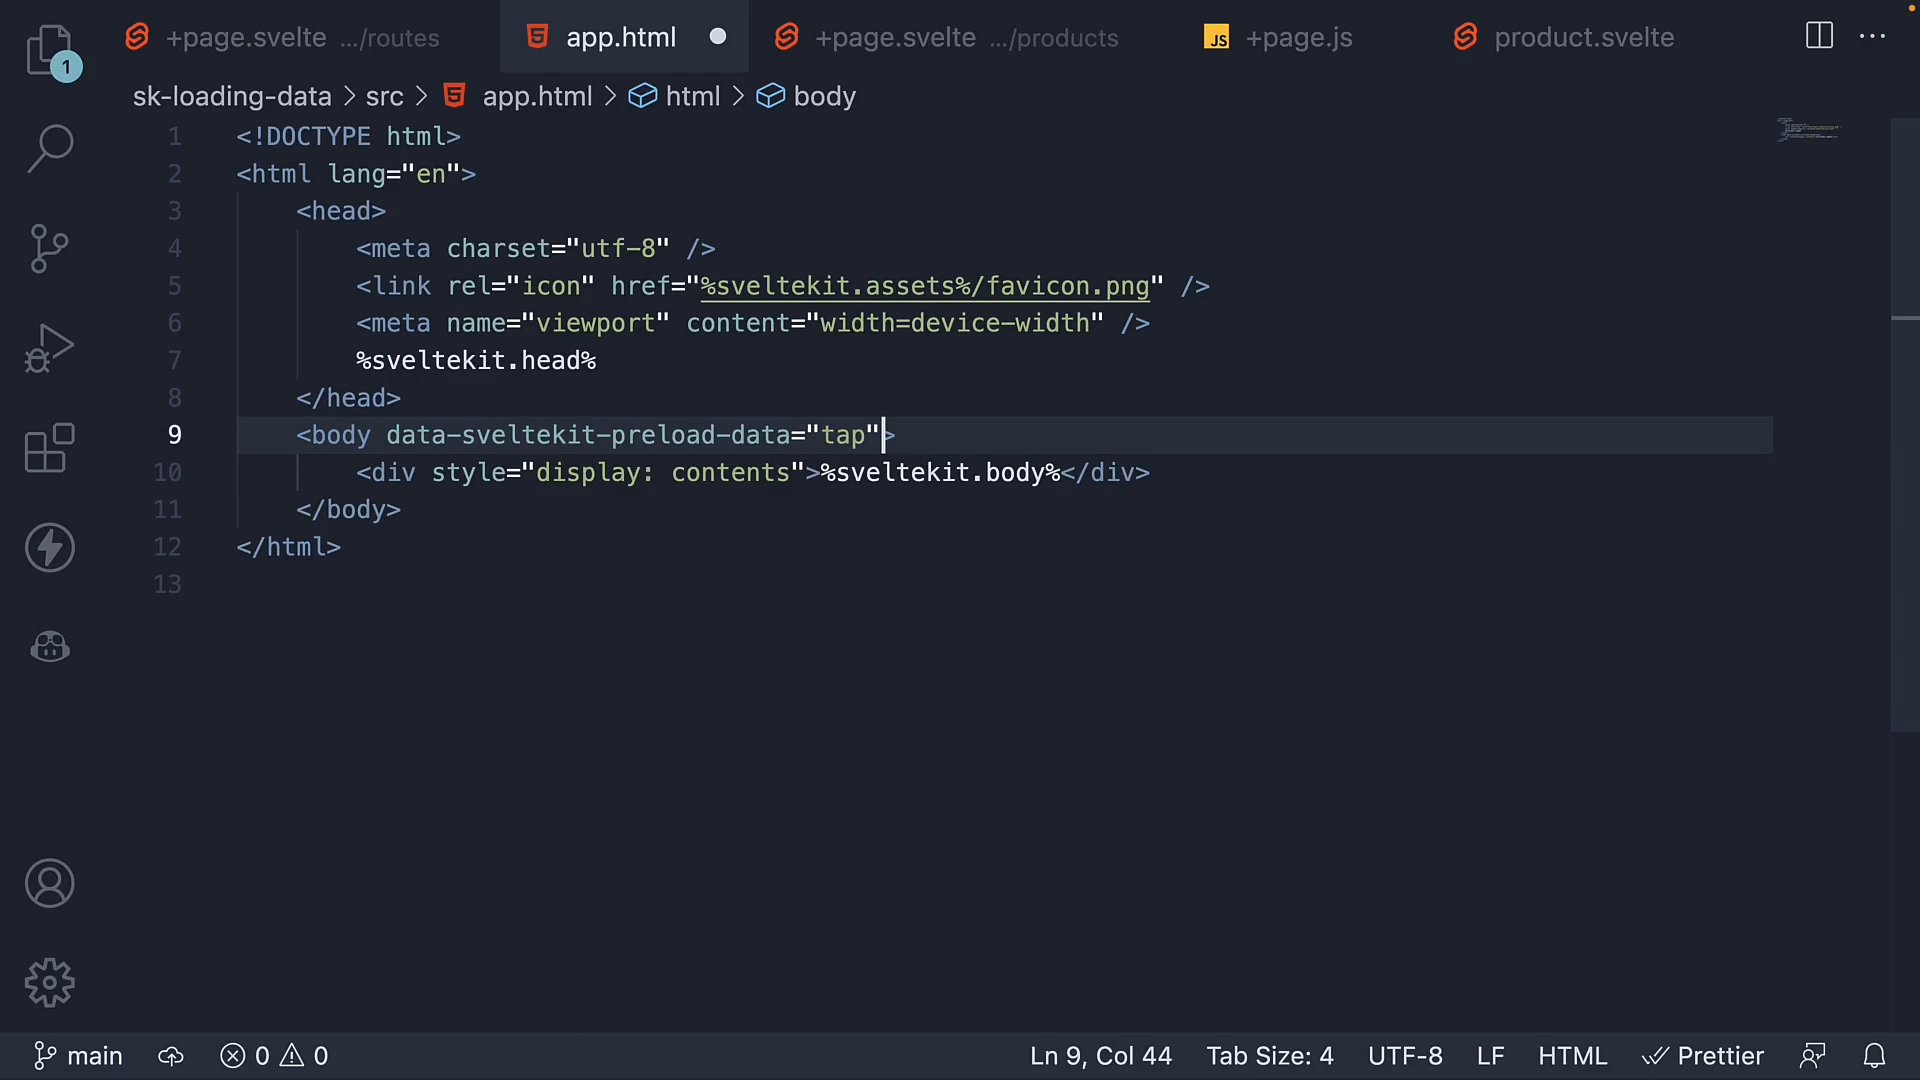 +page.svelte .../routes
app.html
+page.svelte .../products
JS +page.js
product.svelte
1
sk-loading-data > src > app.html > html > body
1 <!DOCTYPE html>
2 <html lang="en">
3 <head>
4 <meta charset="utf-8" />
5 <link rel="icon" href="%sveltekit.assets%/favicon.png" />
6 <meta name="viewport" content="width=device-width" />
7 %sveltekit.head%
8 </head>
9 <body data-sveltekit-preload-data="tap">
10 <div style="display: contents">%sveltekit.body%</div>
11 </body>
12 </html>
13
main 0 0 Ln 9, Col 44 Tab Size: 4 UTF-8 LF HTML Prettier